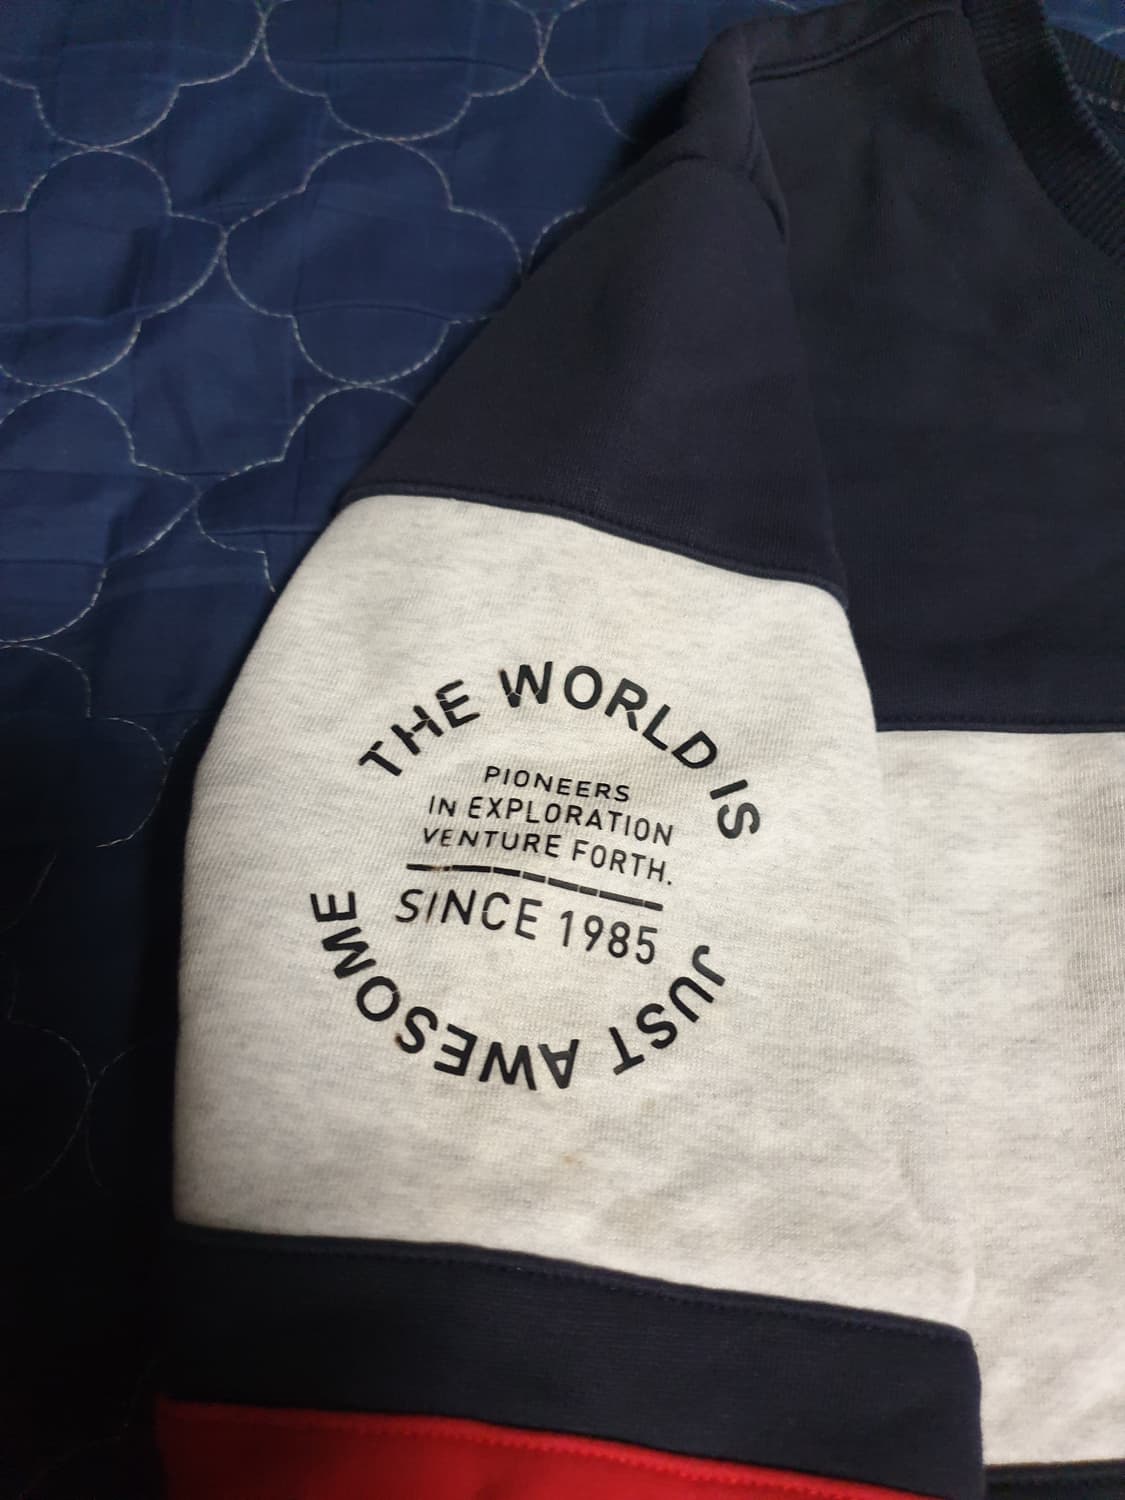 THE WORLD IS JUST AWESOME
PIONEERS
IN EXPLORATION
VENTURE FORTH.
SINCE 1985